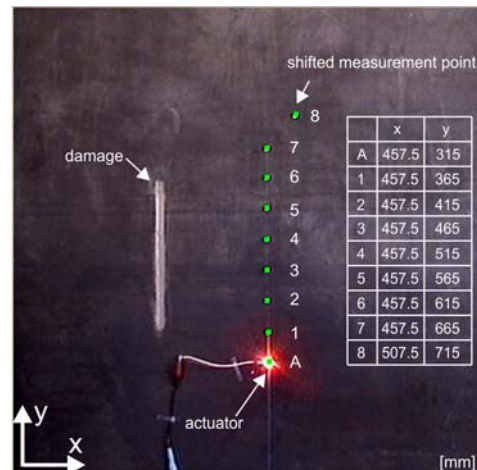 shifted measurement point
8
damage
7
6
5
4
3
2
1
A
actuator
y
x
x y
A 457.5 315
1 457.5 365
2 457.5 415
3 457.5 465
4 457.5 515
5 457.5 565
6 457.5 615
7 457.5 665
8 507.5 715
[mm]